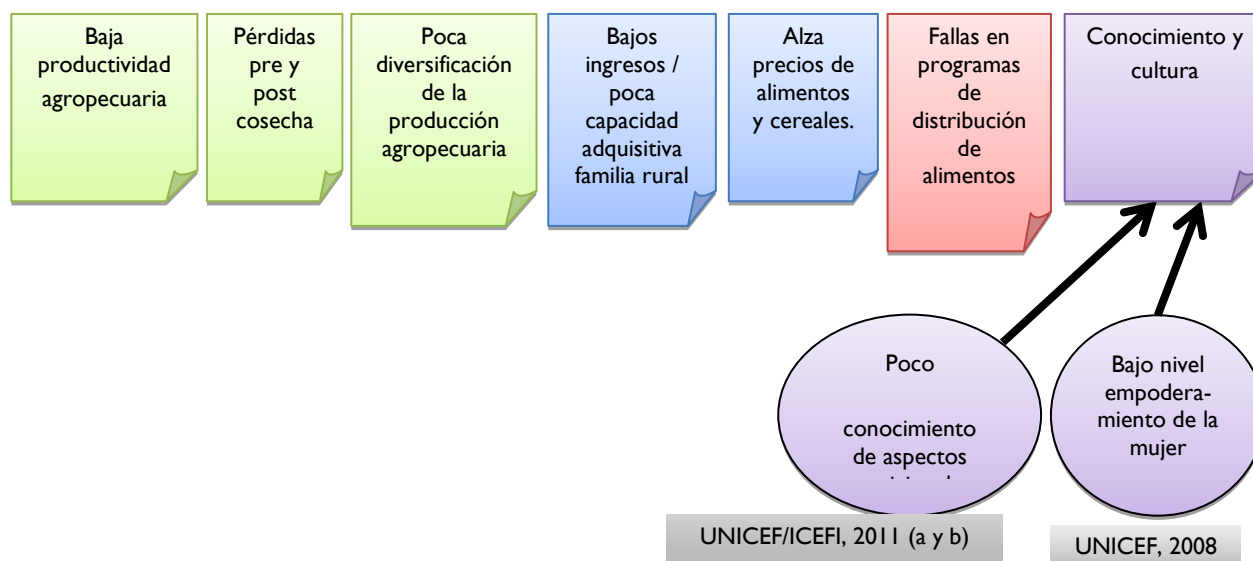 Baja
productividad
agropecuaria
Pérdidas
pre y
post
cosecha
Poca
diversificación
de la
producción
agropecuaria
Bajos
ingresos /
poca
capacidad
adquisitiva
familia rural
Alza
precios de
alimentos
y cereales.
Fallas en
programas
de
distribución
de
alimentos
Conocimiento y
cultura
Poco
conocimiento
de aspectos
Bajo nivel
empodera-
miento de la
mujer
UNICEF/ICEFI, 2011 (a y b)
UNICEF, 2008